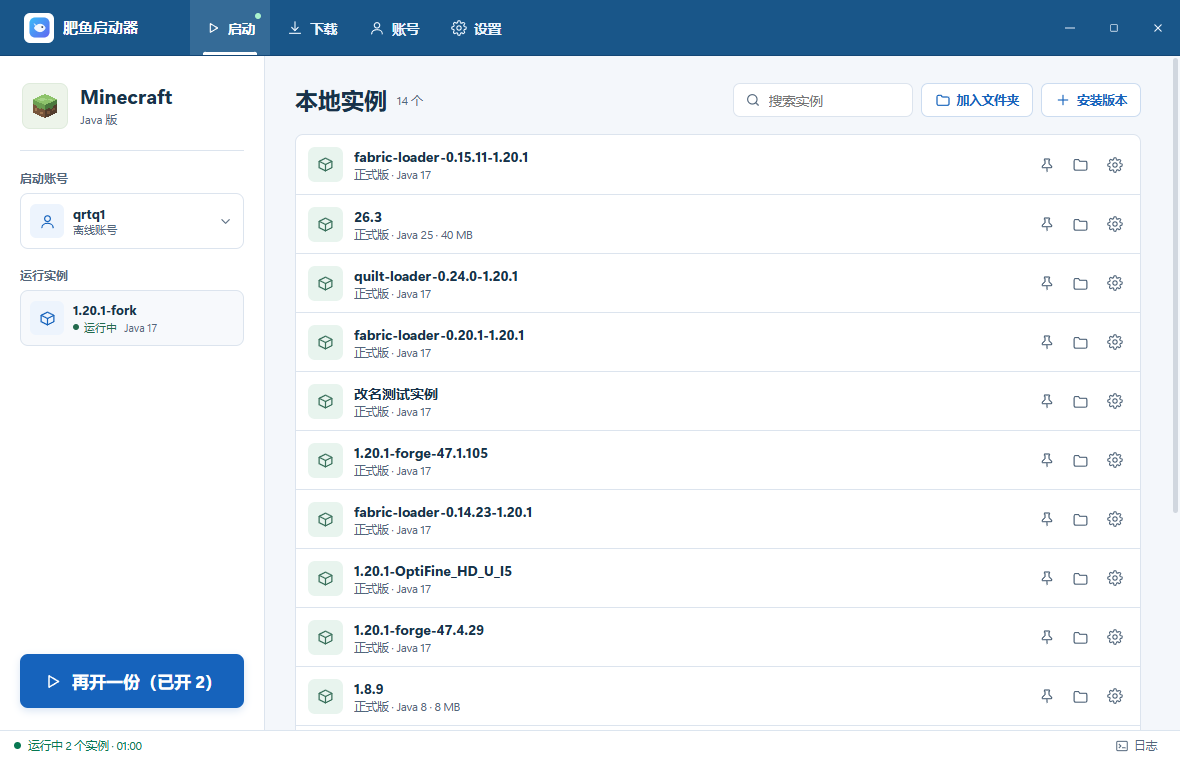 肥鱼启动器
启动
下载
账号
设置
Minecraft
Java 版
启动账号
qrtq1
离线账号
运行实例
1.20.1-fork
运行中 Java 17
再开一份（已开 2）
本地实例 14 个
搜索实例
加入文件夹
安装版本
fabric-loader-0.15.11-1.20.1
正式版 · Java 17
26.3
正式版 · Java 25 · 40 MB
quilt-loader-0.24.0-1.20.1
正式版 · Java 17
fabric-loader-0.20.1-1.20.1
正式版 · Java 17
改名测试实例
正式版 · Java 17
1.20.1-forge-47.1.105
正式版 · Java 17
fabric-loader-0.14.23-1.20.1
正式版 · Java 17
1.20.1-OptiFine_HD_U_I5
正式版 · Java 17
1.20.1-forge-47.4.29
正式版 · Java 17
1.8.9
正式版 · Java 8 · 8 MB
运行中 2 个实例 · 01:00
日志